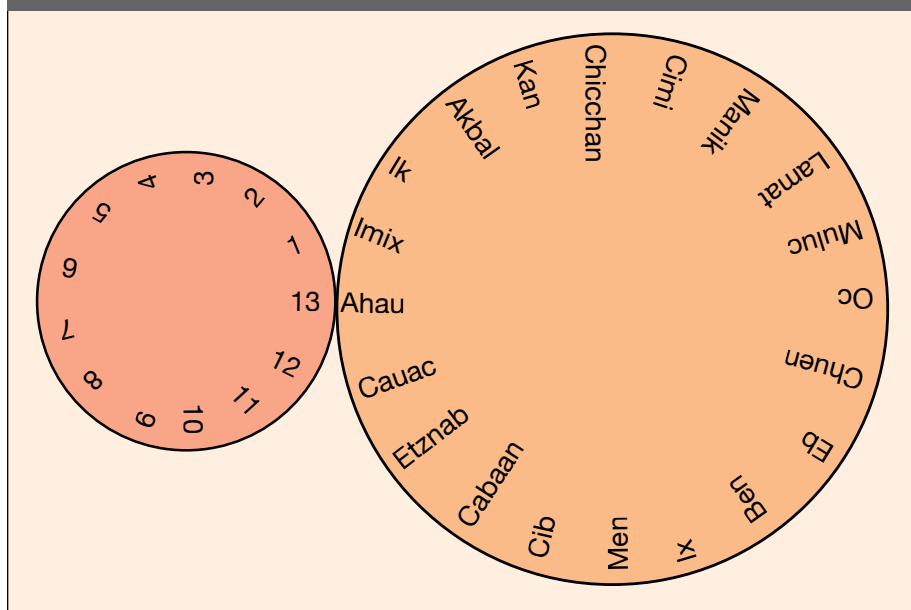 1
2
3
4
5
6
7
8
9
10
11
12
13
Imix
Ik
Akbal
Kan
Chicchan
Cimi
Manik
Lamat
Muluc
Oc
Chuen
Eb
Ben
Ix
Men
Cib
Cabaan
Etznab
Cauac
Ahau